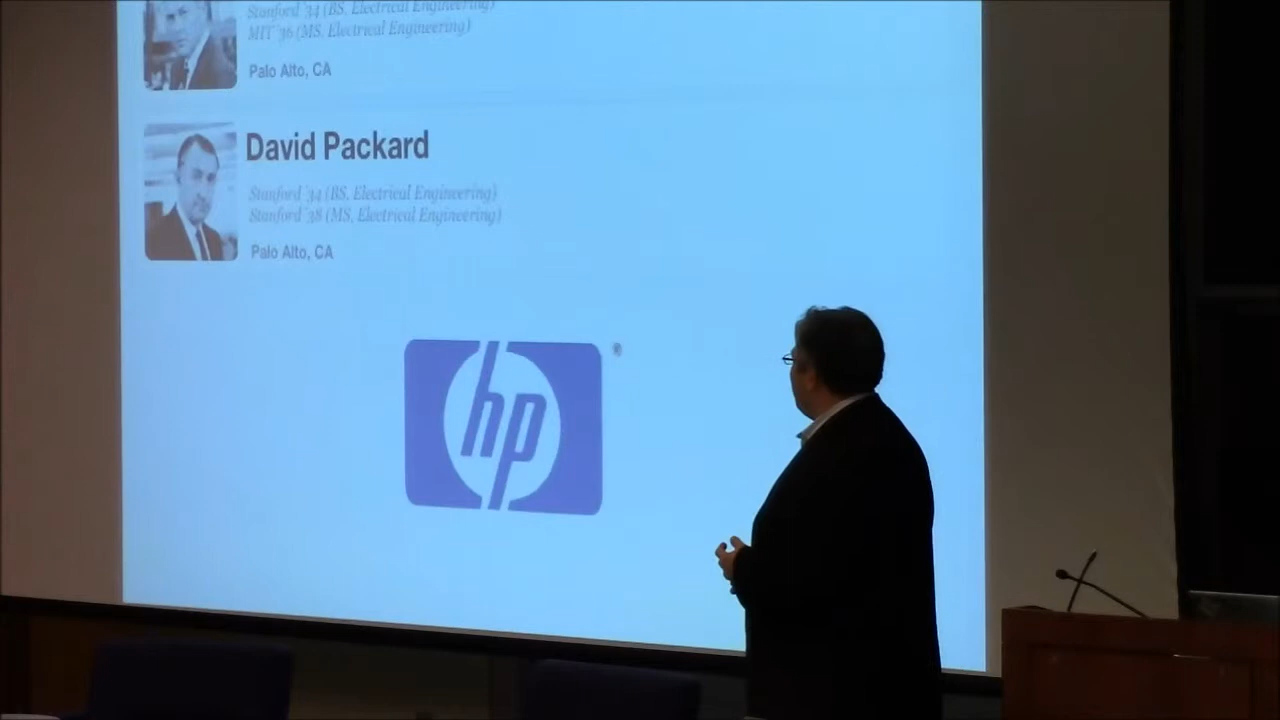 Stanford '34 (BS, Electrical Engineering)
MIT '36 (MS, Electrical Engineering)
Palo Alto, CA
David Packard
Stanford '34 (BS, Electrical Engineering)
Stanford '38 (MS, Electrical Engineering)
Palo Alto, CA
hp
®